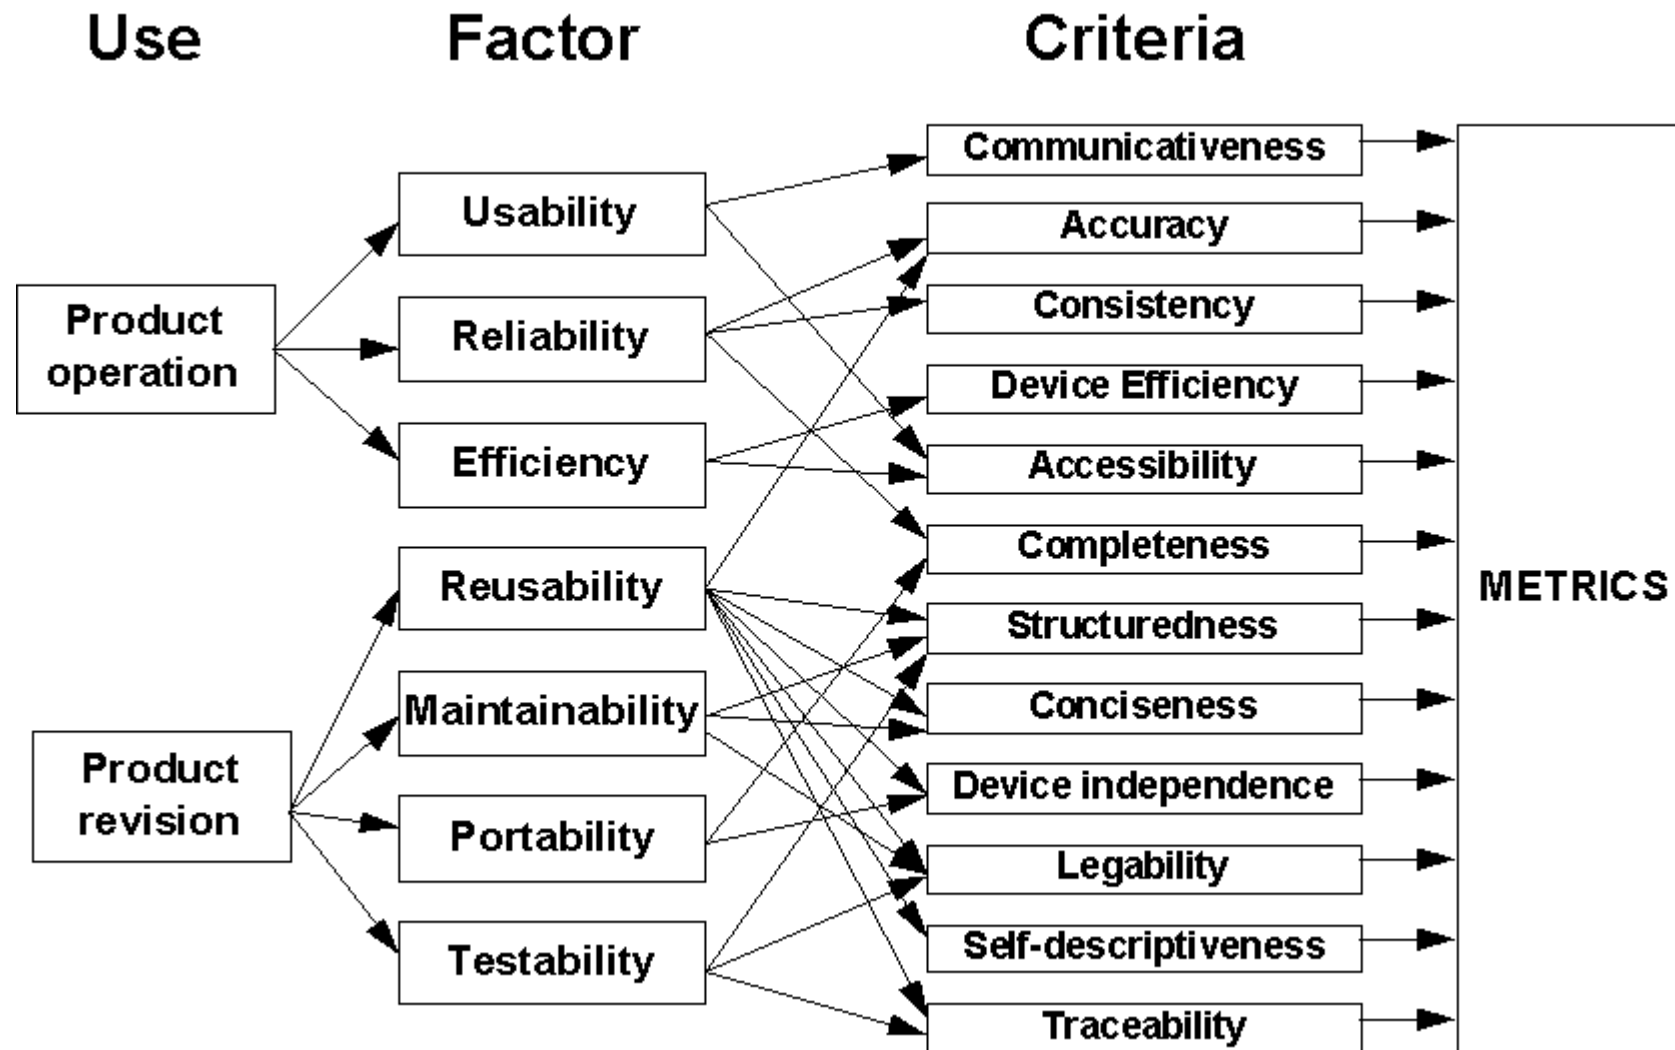 Use Factor Criteria
Product
operation
Product
revision
Usability
Reliability
Efficiency
Reusability
Maintainability
Portability
Testability
Communicativeness
Accuracy
Consistency
Device Efficiency
Accessibility
Completeness
Structuredness
Conciseness
Device independence
Legability
Self-descriptiveness
Traceability
METRICS